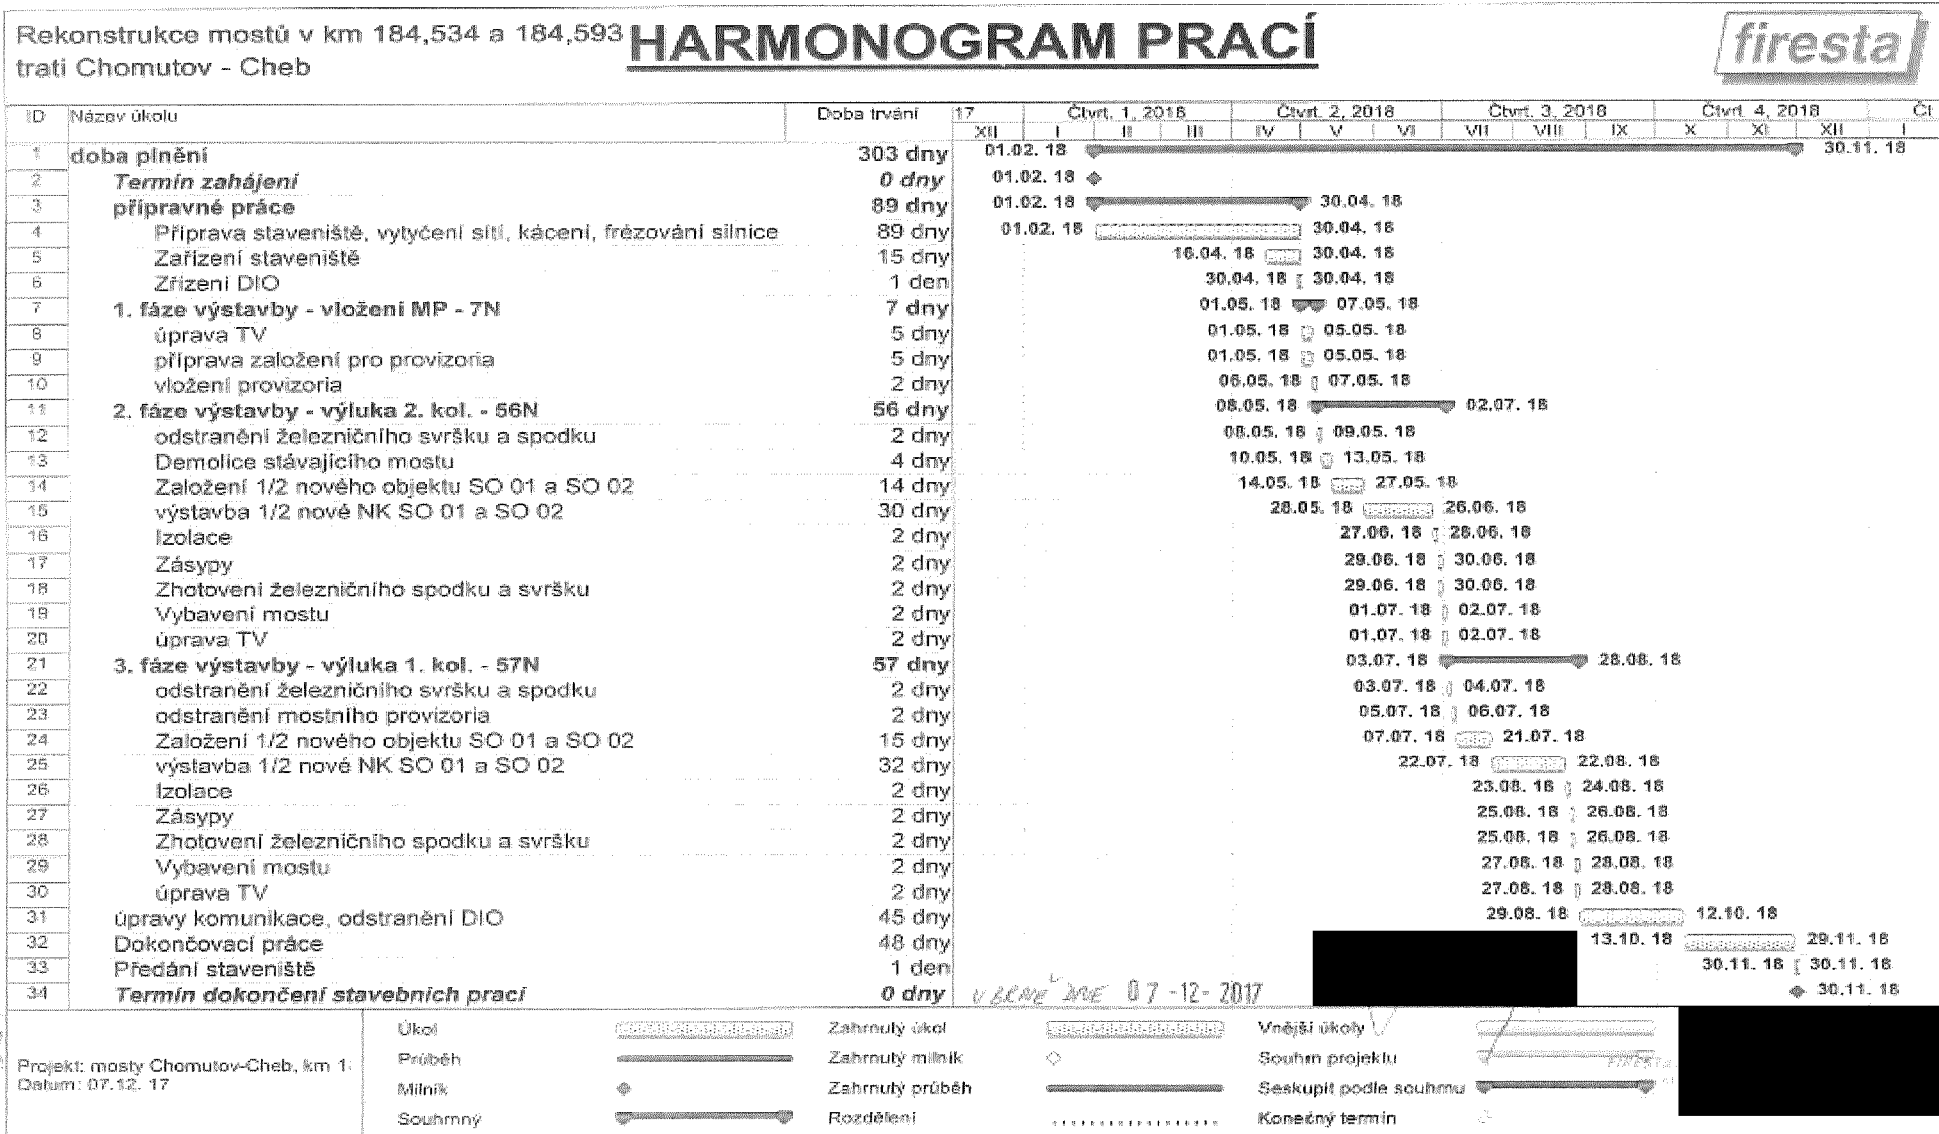 Rekonstrukce mostů v km 184,534 a 184,593
trati Chomutov - Cheb
HARMONOGRAM PRACÍ
firesta
ID Název úkolu Doba trvání 17 Čtvrt. 1, 2018 Čtvrt. 2, 2018 Čtvrt. 3, 2018 Čtvrt. 4, 2018 Čt
XII I II III IV V VI VII VIII IX X XI XII I
1 doba plnění 303 dny 01.02. 18 30.11. 18
2 Termín zahájení 0 dny 01.02. 18
3 přípravné práce 89 dny 01.02. 18 30.04. 18
4 Příprava staveniště, vytyčení sítí, kácení, frézování silnice 89 dny 01.02. 18 30.04. 18
5 Zařízení staveniště 15 dny 16.04. 18 30.04. 18
6 Zřízení DIO 1 den 30.04. 18 30.04. 18
7 1. fáze výstavby - vložení MP - 7N 7 dny 01.05. 18 07.05. 18
8 úprava TV 5 dny 01.05. 18 05.05. 18
9 příprava založení pro provizoria 5 dny 01.05. 18 05.05. 18
10 vložení provizoria 2 dny 06.05. 18 07.05. 18
11 2. fáze výstavby - výluka 2. kol. - 56N 56 dny 08.05. 18 02.07. 18
12 odstranění železničního svršku a spodku 2 dny 08.05. 18 09.05. 18
13 Demolice stávajícího mostu 4 dny 10.05. 18 13.05. 18
14 Založení 1/2 nového objektu SO 01 a SO 02 14 dny 14.05. 18 27.05. 18
15 výstavba 1/2 nové NK SO 01 a SO 02 30 dny 28.05. 18 26.06. 18
16 Izolace 2 dny 27.06. 18 28.06. 18
17 Zásypy 2 dny 29.06. 18 30.06. 18
18 Zhotovení železničního spodku a svršku 2 dny 29.06. 18 30.06. 18
19 Vybavení mostu 2 dny 01.07. 18 02.07. 18
20 úprava TV 2 dny 01.07. 18 02.07. 18
21 3. fáze výstavby - výluka 1. kol. - 57N 57 dny 03.07. 18 28.08. 18
22 odstranění železničního svršku a spodku 2 dny 03.07. 18 04.07. 18
23 odstranění mostního provizoria 2 dny 05.07. 18 06.07. 18
24 Založení 1/2 nového objektu SO 01 a SO 02 15 dny 07.07. 18 21.07. 18
25 výstavba 1/2 nové NK SO 01 a SO 02 32 dny 22.07. 18 22.08. 18
26 Izolace 2 dny 23.08. 18 24.08. 18
27 Zásypy 2 dny 25.08. 18 26.08. 18
28 Zhotovení železničního spodku a svršku 2 dny 25.08. 18 26.08. 18
29 Vybavení mostu 2 dny 27.08. 18 28.08. 18
30 úprava TV 2 dny 27.08. 18 28.08. 18
31 úpravy komunikace, odstranění DIO 45 dny 29.08. 18 12.10. 18
32 Dokončovací práce 48 dny 13.10. 18 29.11. 18
33 Předání staveniště 1 den 30.11. 18 30.11. 18
34 Termín dokončení stavebních prací 0 dny V BRNĚ DNE 07-12-2017 30.11. 18
Projekt: mosty Chomutov-Cheb, km 1
Datum: 07.12. 17
Úkol Zahrnutý úkol Vnější úkoly
Průběh Zahrnutý milník Souhrn projektu
Milník Zahrnutý průběh Seskupit podle souhrnu
Souhrnný Rozdělení Konečný termín
FIRESTA